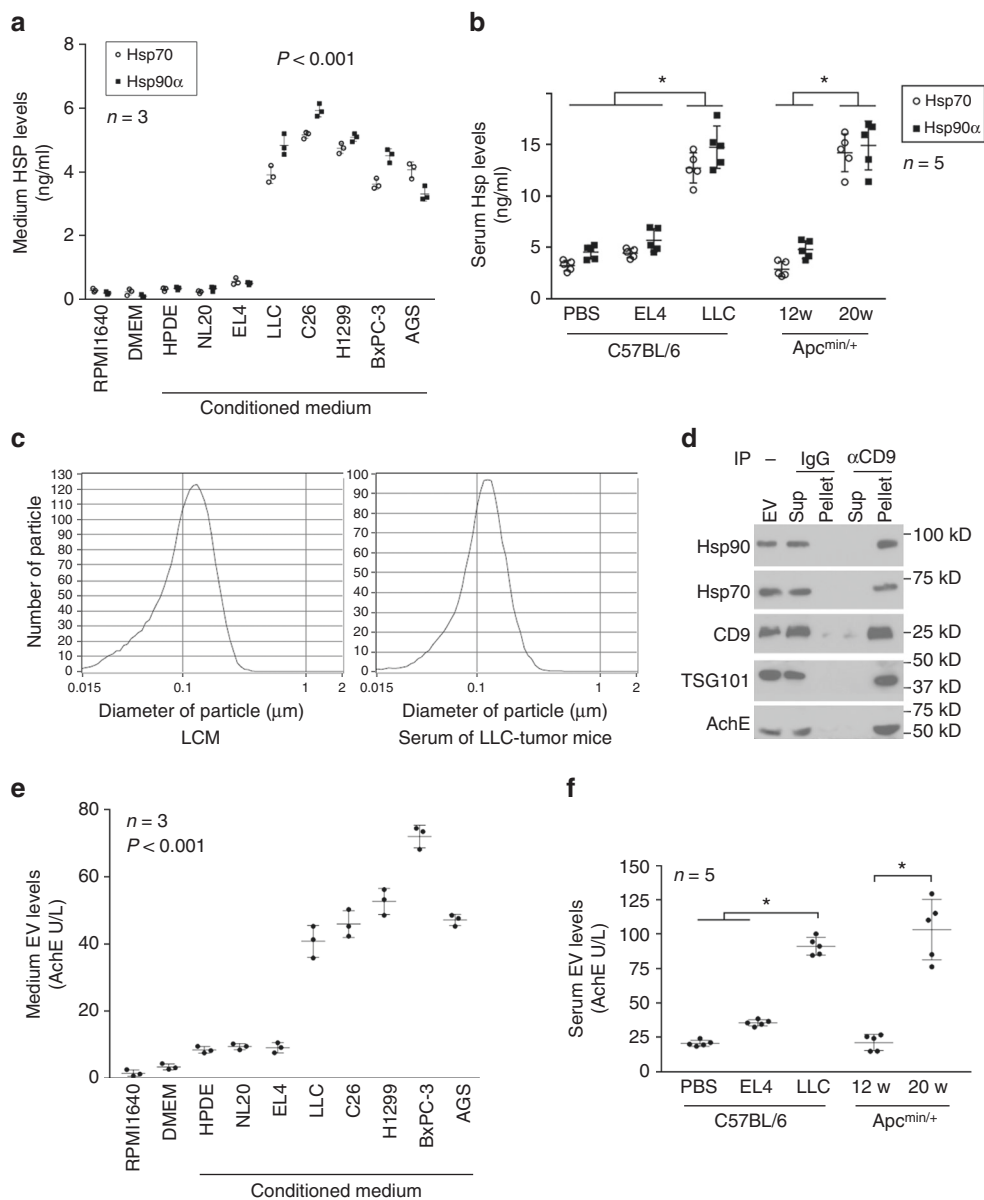 a
Medium HSP levels
(ng/ml)
8
6
4
2
0
Hsp70
Hsp90α
n = 3
P < 0.001
RPMI1640
DMEM
HPDE
NL20
EL4
LLC
C26
H1299
BxPC-3
AGS
Conditioned medium
b
Serum Hsp levels
(ng/ml)
15
10
5
0
*
*
Hsp70
Hsp90α
n = 5
PBS
EL4
LLC
12w
20w
C57BL/6
Apcmin/+
c
Number of particle
130
120
110
100
90
80
70
60
50
40
30
20
10
0
0.015
0.1
1
2
Diameter of particle (μm)
LCM
100
90
80
70
60
50
40
30
20
10
0
0.015
0.1
1
2
Diameter of particle (μm)
Serum of LLC-tumor mice
d
IP – IgG αCD9
EV
Sup
Pellet
Sup
Pellet
Hsp90
100 kD
Hsp70
75 kD
CD9
25 kD
TSG101
50 kD
37 kD
AchE
75 kD
50 kD
e
Medium EV levels
(AchE U/L)
80
60
40
20
0
n = 3
P < 0.001
RPMI1640
DMEM
HPDE
NL20
EL4
LLC
C26
H1299
BxPC-3
AGS
Conditioned medium
f
Serum EV levels
(AchE U/L)
150
125
100
75
50
25
0
n = 5
*
*
PBS
EL4
LLC
12 w
20 w
C57BL/6
Apcmin/+